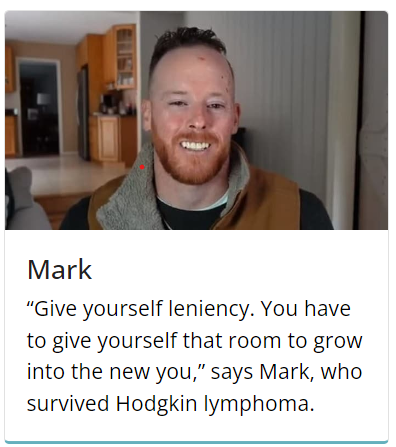 Mark
“Give yourself leniency. You have
to give yourself that room to grow
into the new you,” says Mark, who
survived Hodgkin lymphoma.